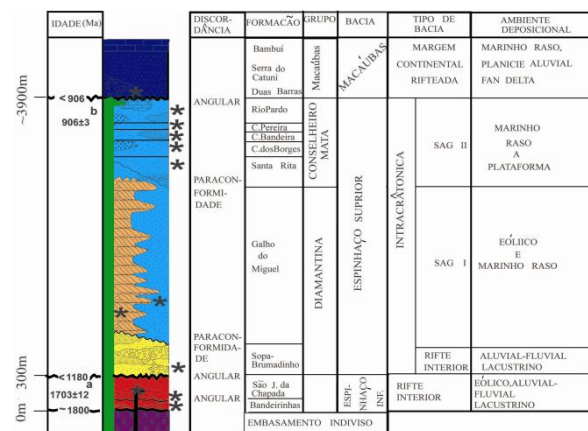 IDADE (Ma)
DISCOR-
DÂNCIA
FORMACÃO
GRUPO
BACIA
TIPO DE
BACIA
AMBIENTE
DEPOSICIONAL
~3900m
300m
0m
<906
b
906±3
<1180
a
1703±12
~1800
ANGULAR
PARACON-
FORMI-
DADE
PARACON-
FORMIDA-
DE
ANGULAR
ANGULAR
Bambuí
Serra do
Catuni
Duas Barras
RioPardo
C.Pereira
C.Bandeira
C.dosBorges
Santa Rita
Galho
do
Miguel
Sopa-
Brumadinho
São J. da
Chapada
Bandeirinhas
EMBASAMENTO INDIVISO
Macaúbas
CONSELHEIRO
MATA
DIAMANTINA
MACAÚBAS
ESPINHAÇO SUPRIOR
ESPI-
NHAÇO
INF.
MARGEM
CONTINENTAL
RIFTEADA
INTRACRATÔNICA
SAG II
SAG I
RIFTE
INTERIOR
RIFTE
INTERIOR
MARINHO RASO,
PLANICIE ALUVIAL
FAN DELTA
MARINHO
RASO
A
PLATAFORMA
EÓLIICO
E
MARINHO RASO
ALUVIAL-FLUVIAL
LACUSTRINO
EÓLICO,ALUVIAL-
FLUVIAL
LACUSTRINO